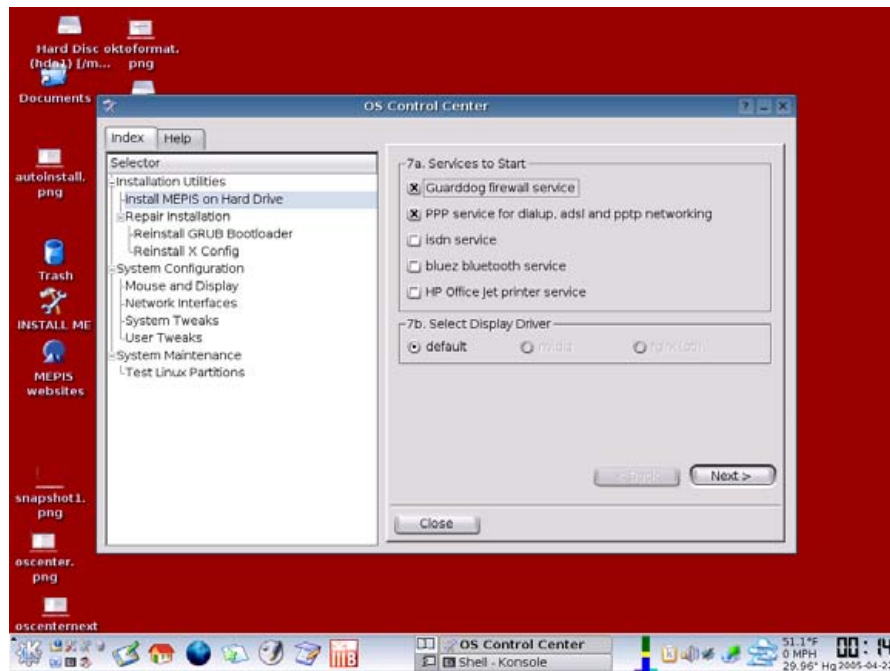 Hard Disc
(hda1) [/m...
oktoformat.
png
Documents
autoinstall.
png
Trash
INSTALL ME
MEPIS
websites
snapshot1.
png
oscenter.
png
oscenternext
OS Control Center
Index
Help
Selector
Installation Utilities
Install MEPIS on Hard Drive
Repair Installation
Reinstall GRUB Bootloader
Reinstall X Config
System Configuration
Mouse and Display
Network Interfaces
System Tweaks
User Tweaks
System Maintenance
Test Linux Partitions
7a. Services to Start
Guarddog firewall service
PPP service for dialup, adsl and pptp networking
isdn service
bluez bluetooth service
HP Office Jet printer service
7b. Select Display Driver
default
nvidia
Next >
Close
OS Control Center
Shell - Konsole
51.1°F
0 MPH
29.96" Hg